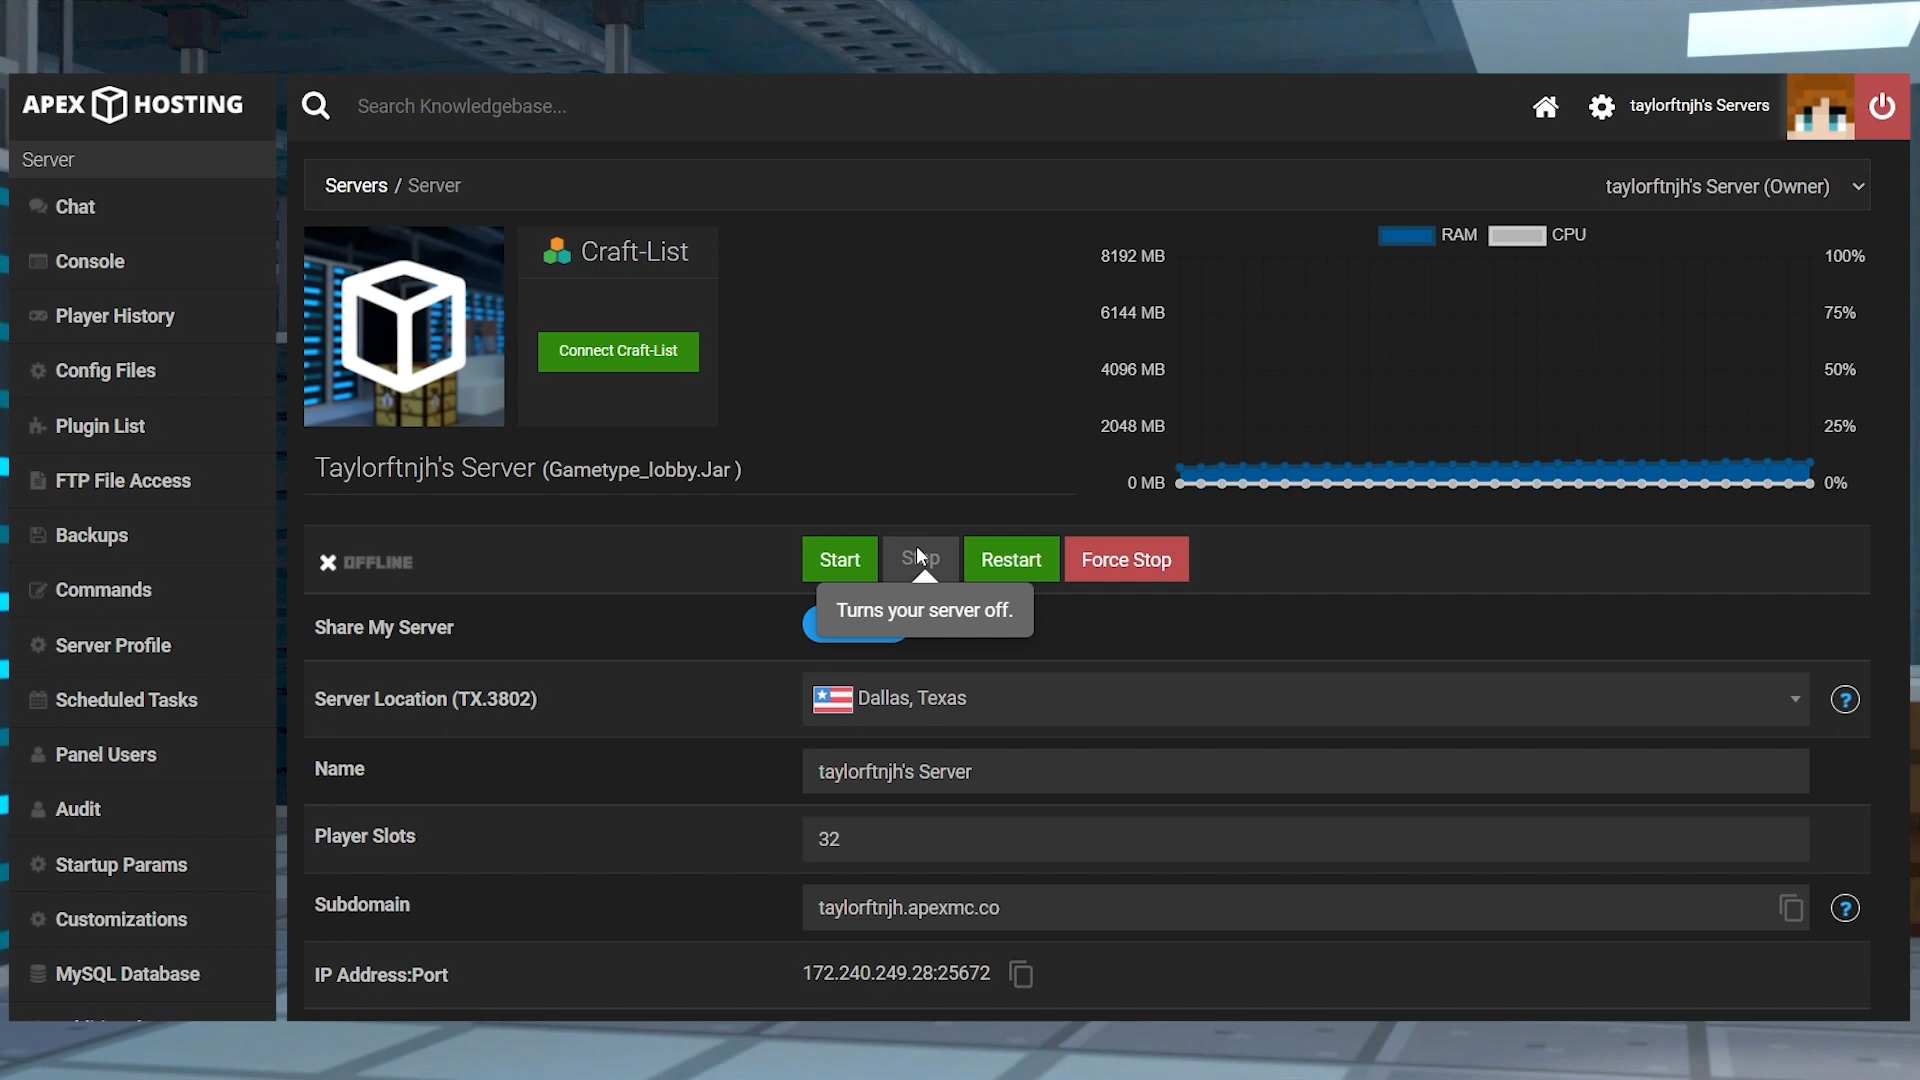 APEX HOSTING
Search Knowledgebase...
taylorftnjh's Servers
Server
Chat
Console
Player History
Config Files
Plugin List
FTP File Access
Backups
Commands
Server Profile
Scheduled Tasks
Panel Users
Audit
Startup Params
Customizations
MySQL Database
Servers / Server
taylorftnjh's Server (Owner)
Craft-List
Connect Craft-List
RAM
CPU
8192 MB
100%
6144 MB
75%
4096 MB
50%
2048 MB
25%
0 MB
0%
Taylorftnjh's Server (Gametype_lobby.Jar )
OFFLINE
Start
Stop
Restart
Force Stop
Turns your server off.
Share My Server
Server Location (TX.3802)
Dallas, Texas
?
Name
taylorftnjh's Server
Player Slots
32
Subdomain
taylorftnjh.apexmc.co
?
IP Address:Port
172.240.249.28:25672